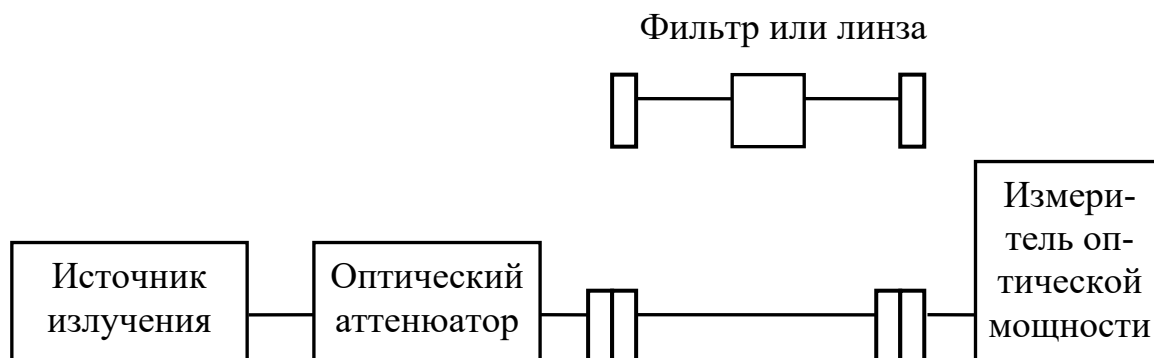 Фильтр или линза
Источник
излучения
Оптический
аттенюатор
Измери-
тель оп-
тической
мощности